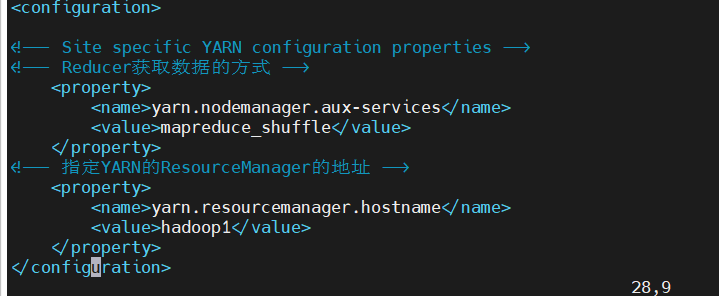 <configuration>

<!-- Site specific YARN configuration properties -->
<!-- Reducer获取数据的方式 -->
    <property>
        <name>yarn.nodemanager.aux-services</name>
        <value>mapreduce_shuffle</value>
    </property>
<!-- 指定YARN的ResourceManager的地址 -->
    <property>
        <name>yarn.resourcemanager.hostname</name>
        <value>hadoop1</value>
    </property>
</configuration>
28,9